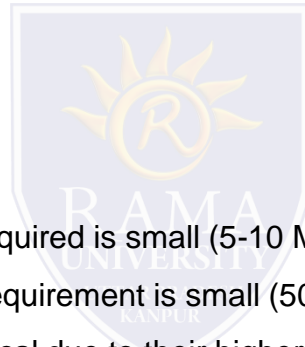 R
RAMA
UNIVERSITY
KANPUR
quired is small (5-10 M
equirement is small (50
cal due to their higher